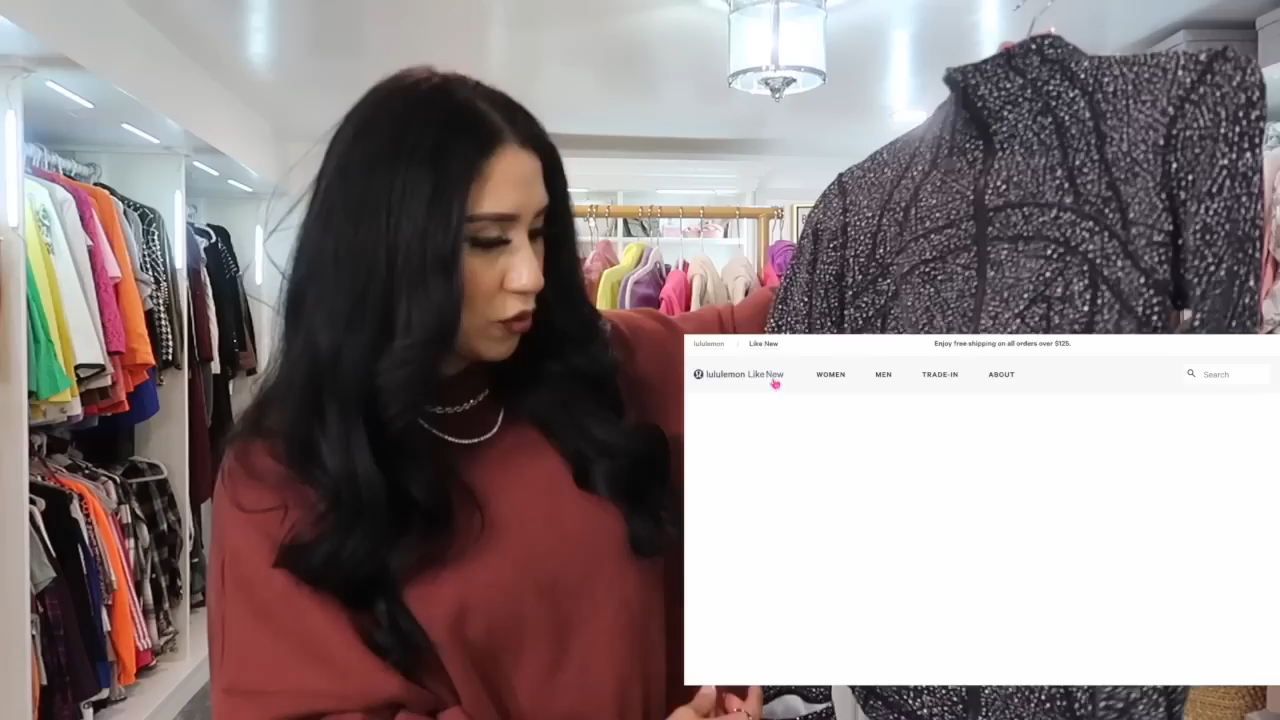 lululemon / Like New Enjoy free shipping on all orders over $125.
lululemon Like New WOMEN MEN TRADE-IN ABOUT Search